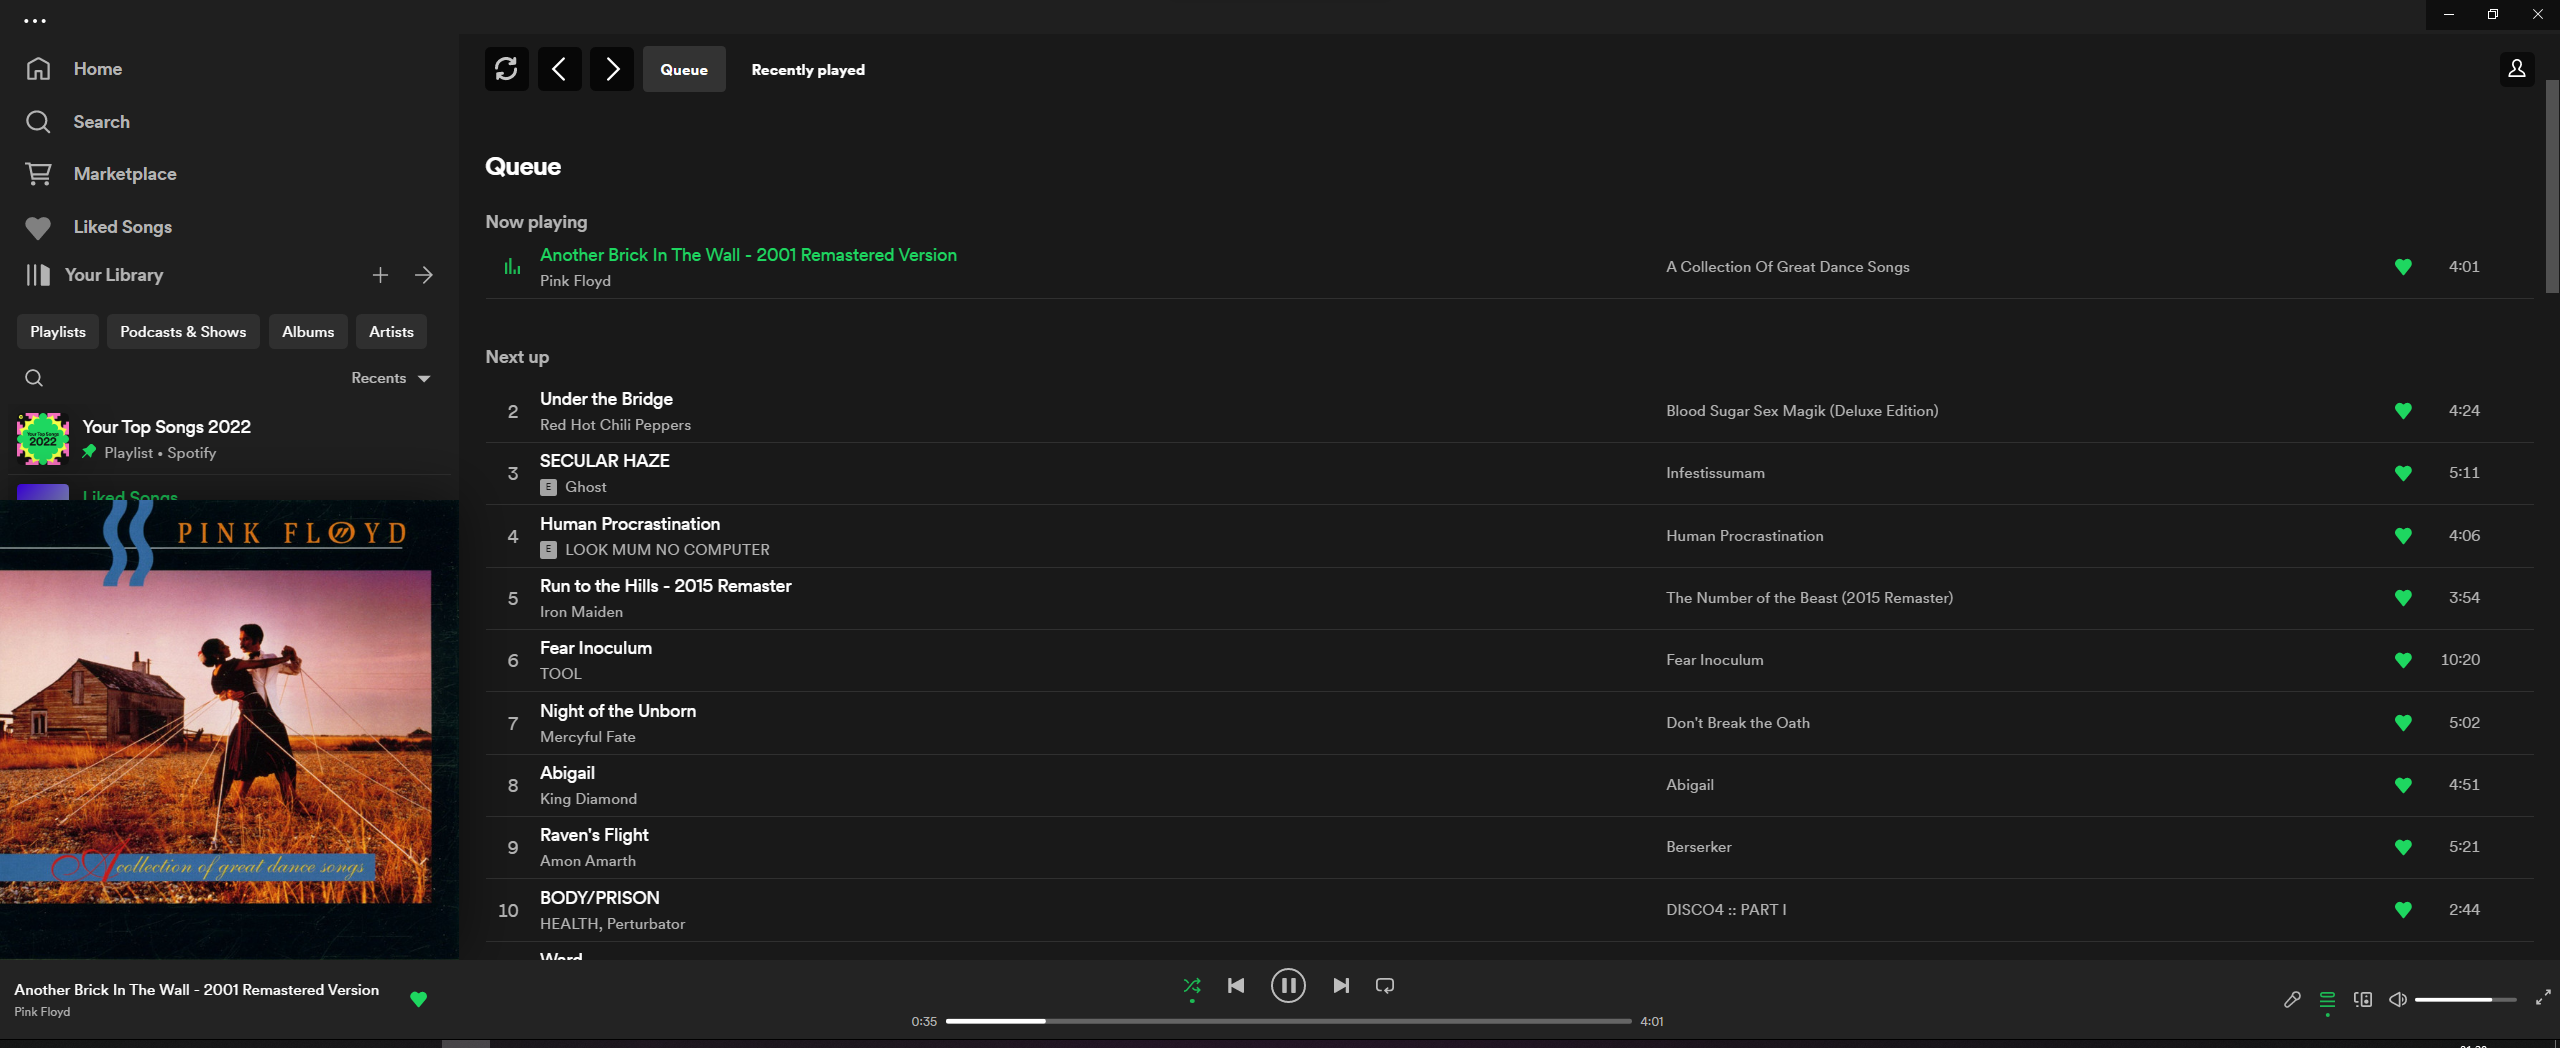 Home
Search
Marketplace
Liked Songs
Your Library
Playlists
Podcasts & Shows
Albums
Artists
Recents
Your Top Songs 2022
Your Top Songs 2022
Playlist • Spotify
Liked Songs
PINK FLOYD
A collection of great dance songs
Queue
Recently played
Queue
Now playing
Another Brick In The Wall - 2001 Remastered Version
Pink Floyd
A Collection Of Great Dance Songs
4:01
Next up
2
Under the Bridge
Red Hot Chili Peppers
Blood Sugar Sex Magik (Deluxe Edition)
4:24
3
SECULAR HAZE
E Ghost
Infestissumam
5:11
4
Human Procrastination
E LOOK MUM NO COMPUTER
Human Procrastination
4:06
5
Run to the Hills - 2015 Remaster
Iron Maiden
The Number of the Beast (2015 Remaster)
3:54
6
Fear Inoculum
TOOL
Fear Inoculum
10:20
7
Night of the Unborn
Mercyful Fate
Don't Break the Oath
5:02
8
Abigail
King Diamond
Abigail
4:51
9
Raven's Flight
Amon Amarth
Berserker
5:21
10
BODY/PRISON
HEALTH, Perturbator
DISCO4 :: PART I
2:44
Another Brick In The Wall - 2001 Remastered Version
Pink Floyd
0:35
4:01